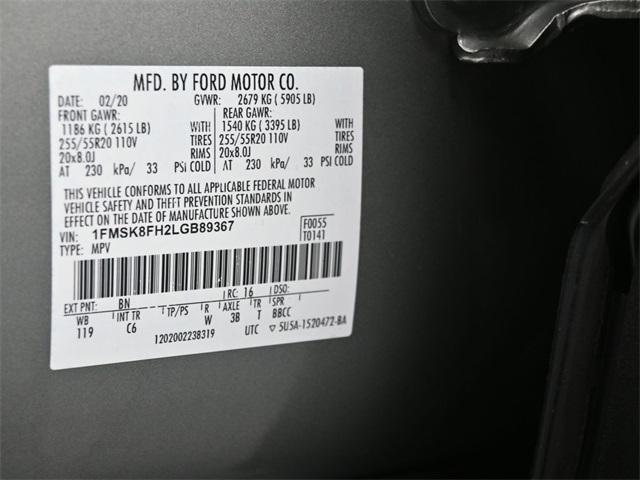 MFD. BY FORD MOTOR CO.
DATE: 02/20 GVWR: 2679 KG ( 5905 LB)
FRONT GAWR: REAR GAWR:
1186 KG ( 2615 LB) WITH 1540 KG ( 3395 LB) WITH
255/55R20 110V TIRES 255/55R20 110V TIRES
20x8.0J RIMS 20x8.0J RIMS
AT 230 kPa/ 33 PSI COLD AT 230 kPa/ 33 PSI COLD
THIS VEHICLE CONFORMS TO ALL APPLICABLE FEDERAL MOTOR
VEHICLE SAFETY AND THEFT PREVENTION STANDARDS IN
EFFECT ON THE DATE OF MANUFACTURE SHOWN ABOVE.
VIN: 1FMSK8FH2LGB89367 F0055
TYPE: MPV T0141
EXT PNT: BN RC: 16 DSO:
WB INT TR TP/PS R AXLE TR SPR
119 C6 W 3B T BBCC
1202002238319 UTC ▽ 5U5A-1520472-BA